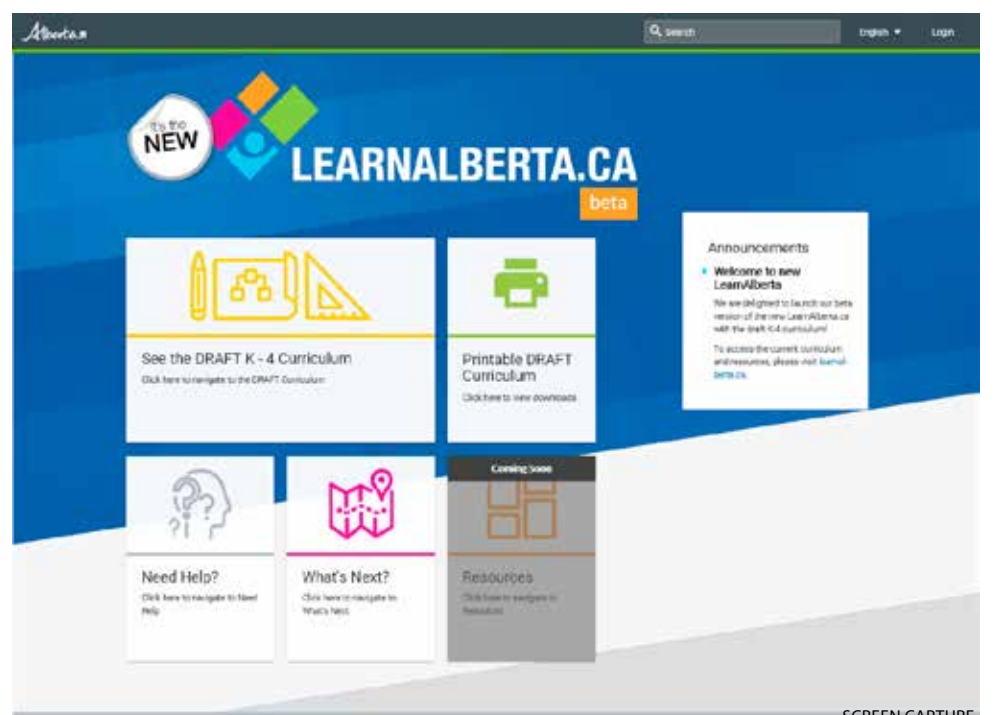 Alberta
Search
English
Login
It's the
NEW
LEARNALBERTA.CA
beta
Announcements
Welcome to new
LearnAlberta
We are delighted to launch our beta
version of the new LearnAlberta.ca
with the draft K-4 curriculum!
To access the current curriculum
and resources, please visit learnal-
berta.ca.
See the DRAFT K - 4 Curriculum
Click here to navigate to the DRAFT Curriculum
Printable DRAFT
Curriculum
Click here to view downloads
Need Help?
Click here to navigate to Need
Help
What's Next?
Click here to navigate to
What's Next
Coming Soon
Resources
Click here to navigate to
Resources
SCREEN CAPTURE